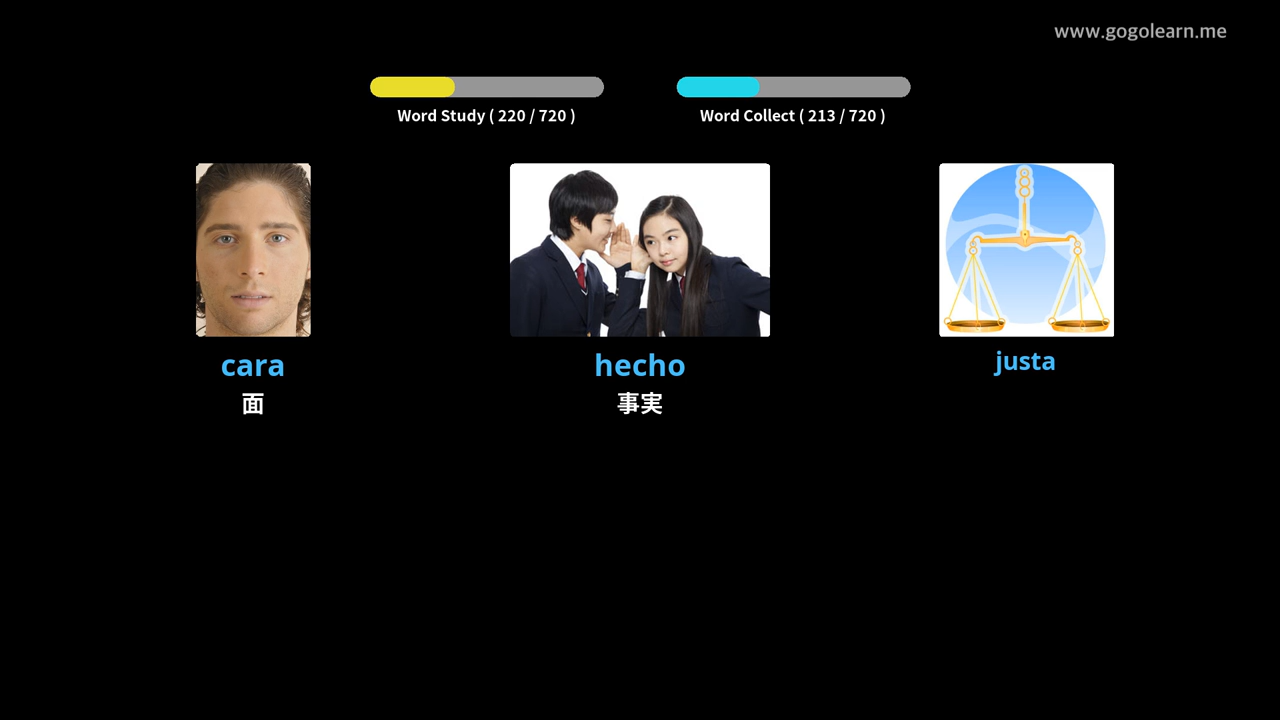 www.gogolearn.me
Word Study ( 220 / 720 )
Word Collect ( 213 / 720 )
cara
hecho
justa
面
事実